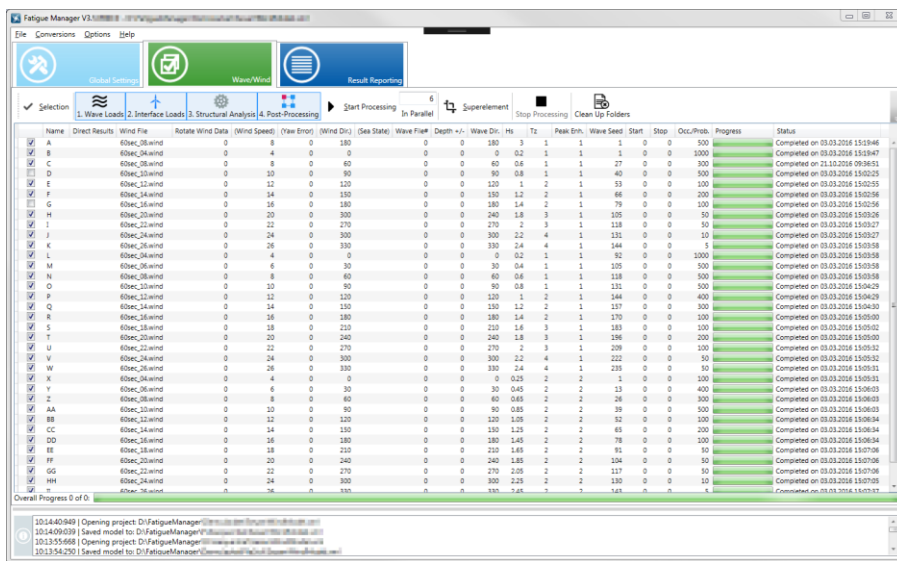 Fatigue Manager V3.
File Conversions Options Help
Global Settings Wave/Wind Result Reporting
Selection 1. Wave Loads 2. Interface Loads 3. Structural Analysis 4. Post-Processing Start Processing 6 In Parallel Superelement Stop Processing Clean Up Folders
Name Direct Results Wind File Rotate Wind Data (Wind Speed) (Yaw Error) (Wind Dir.) (Sea State) Wave File# Depth +/- Wave Dir. Hs Tz Peak Enh. Wave Seed Start Stop Occ./Prob. Progress Status
A 60sec_08.wind 0 8 0 180 0 0 180 3 1 1 1 0 0 500 Completed on 03.03.2016 15:19:46
B 60sec_04.wind 0 4 0 0 0 0 0 0.2 1 1 1 0 0 1000 Completed on 03.03.2016 15:19:47
C 60sec_08.wind 0 8 0 60 0 0 60 0.6 1 1 27 0 0 300 Completed on 21.10.2016 09:36:51
D 60sec_10.wind 0 10 0 90 0 0 90 0.8 1 1 40 0 0 500 Completed on 03.03.2016 15:02:25
E 60sec_12.wind 0 12 0 120 0 0 120 1 2 1 53 0 0 100 Completed on 03.03.2016 15:02:55
F 60sec_14.wind 0 14 0 150 0 0 150 1.2 2 1 66 0 0 200 Completed on 03.03.2016 15:02:56
G 60sec_16.wind 0 16 0 180 0 0 180 1.4 2 1 79 0 0 100 Completed on 03.03.2016 15:02:56
H 60sec_20.wind 0 20 0 300 0 0 240 1.8 3 1 105 0 0 50 Completed on 03.03.2016 15:03:26
I 60sec_22.wind 0 22 0 270 0 0 270 2 3 1 118 0 0 50 Completed on 03.03.2016 15:03:27
J 60sec_24.wind 0 24 0 300 0 0 300 2.2 4 1 131 0 0 10 Completed on 03.03.2016 15:03:27
K 60sec_26.wind 0 26 0 330 0 0 330 2.4 4 1 144 0 0 5 Completed on 03.03.2016 15:03:58
L 60sec_04.wind 0 4 0 0 0 0 0 0.2 1 1 92 0 0 1000 Completed on 03.03.2016 15:03:58
M 60sec_06.wind 0 6 0 30 0 0 30 0.4 1 1 105 0 0 500 Completed on 03.03.2016 15:03:58
N 60sec_08.wind 0 8 0 60 0 0 60 0.6 1 1 118 0 0 500 Completed on 03.03.2016 15:03:58
O 60sec_10.wind 0 10 0 90 0 0 90 0.8 1 1 131 0 0 500 Completed on 03.03.2016 15:04:29
P 60sec_12.wind 0 12 0 120 0 0 120 1 2 1 144 0 0 400 Completed on 03.03.2016 15:04:29
Q 60sec_14.wind 0 14 0 150 0 0 150 1.2 2 1 157 0 0 300 Completed on 03.03.2016 15:04:30
R 60sec_16.wind 0 16 0 180 0 0 180 1.4 2 1 170 0 0 100 Completed on 03.03.2016 15:05:00
S 60sec_18.wind 0 18 0 210 0 0 210 1.6 3 1 183 0 0 100 Completed on 03.03.2016 15:05:02
T 60sec_20.wind 0 20 0 240 0 0 240 1.8 3 1 196 0 0 200 Completed on 03.03.2016 15:05:00
U 60sec_22.wind 0 22 0 270 0 0 270 2 3 1 209 0 0 100 Completed on 03.03.2016 15:05:32
V 60sec_24.wind 0 24 0 300 0 0 300 2.2 4 1 222 0 0 50 Completed on 03.03.2016 15:05:32
W 60sec_26.wind 0 26 0 330 0 0 330 2.4 4 1 235 0 0 50 Completed on 03.03.2016 15:05:31
X 60sec_04.wind 0 4 0 0 0 0 0 0.25 2 2 1 0 0 100 Completed on 03.03.2016 15:05:31
Y 60sec_06.wind 0 6 0 30 0 0 30 0.45 2 2 13 0 0 400 Completed on 03.03.2016 15:06:03
Z 60sec_08.wind 0 8 0 60 0 0 60 0.65 2 2 26 0 0 300 Completed on 03.03.2016 15:06:03
AA 60sec_10.wind 0 10 0 90 0 0 90 0.85 2 2 39 0 0 500 Completed on 03.03.2016 15:06:03
BB 60sec_12.wind 0 12 0 120 0 0 120 1.05 2 2 52 0 0 100 Completed on 03.03.2016 15:06:34
CC 60sec_14.wind 0 14 0 150 0 0 150 1.25 2 2 65 0 0 200 Completed on 03.03.2016 15:06:34
DD 60sec_16.wind 0 16 0 180 0 0 180 1.45 2 2 78 0 0 100 Completed on 03.03.2016 15:06:34
EE 60sec_18.wind 0 18 0 210 0 0 210 1.65 2 2 91 0 0 50 Completed on 03.03.2016 15:07:06
FF 60sec_20.wind 0 20 0 240 0 0 240 1.85 2 2 104 0 0 50 Completed on 03.03.2016 15:07:06
GG 60sec_22.wind 0 22 0 270 0 0 270 2.05 2 2 117 0 0 50 Completed on 03.03.2016 15:07:06
HH 60sec_24.wind 0 24 0 300 0 0 300 2.25 2 2 130 0 0 10 Completed on 03.03.2016 15:07:05
60sec_26.wind 0 26 0 330 0 0 330 2.45 2 2 143 0 0 5 Completed on 03.03.2016 15:07:37
Overall Progress 0 of 0:
10:14:40:949 | Opening project: D:\FatigueManager\
10:14:09:039 | Saved model to: D:\FatigueManager\
10:13:55:668 | Opening project: D:\FatigueManager\
10:13:54:250 | Saved model to: D:\FatigueManager\